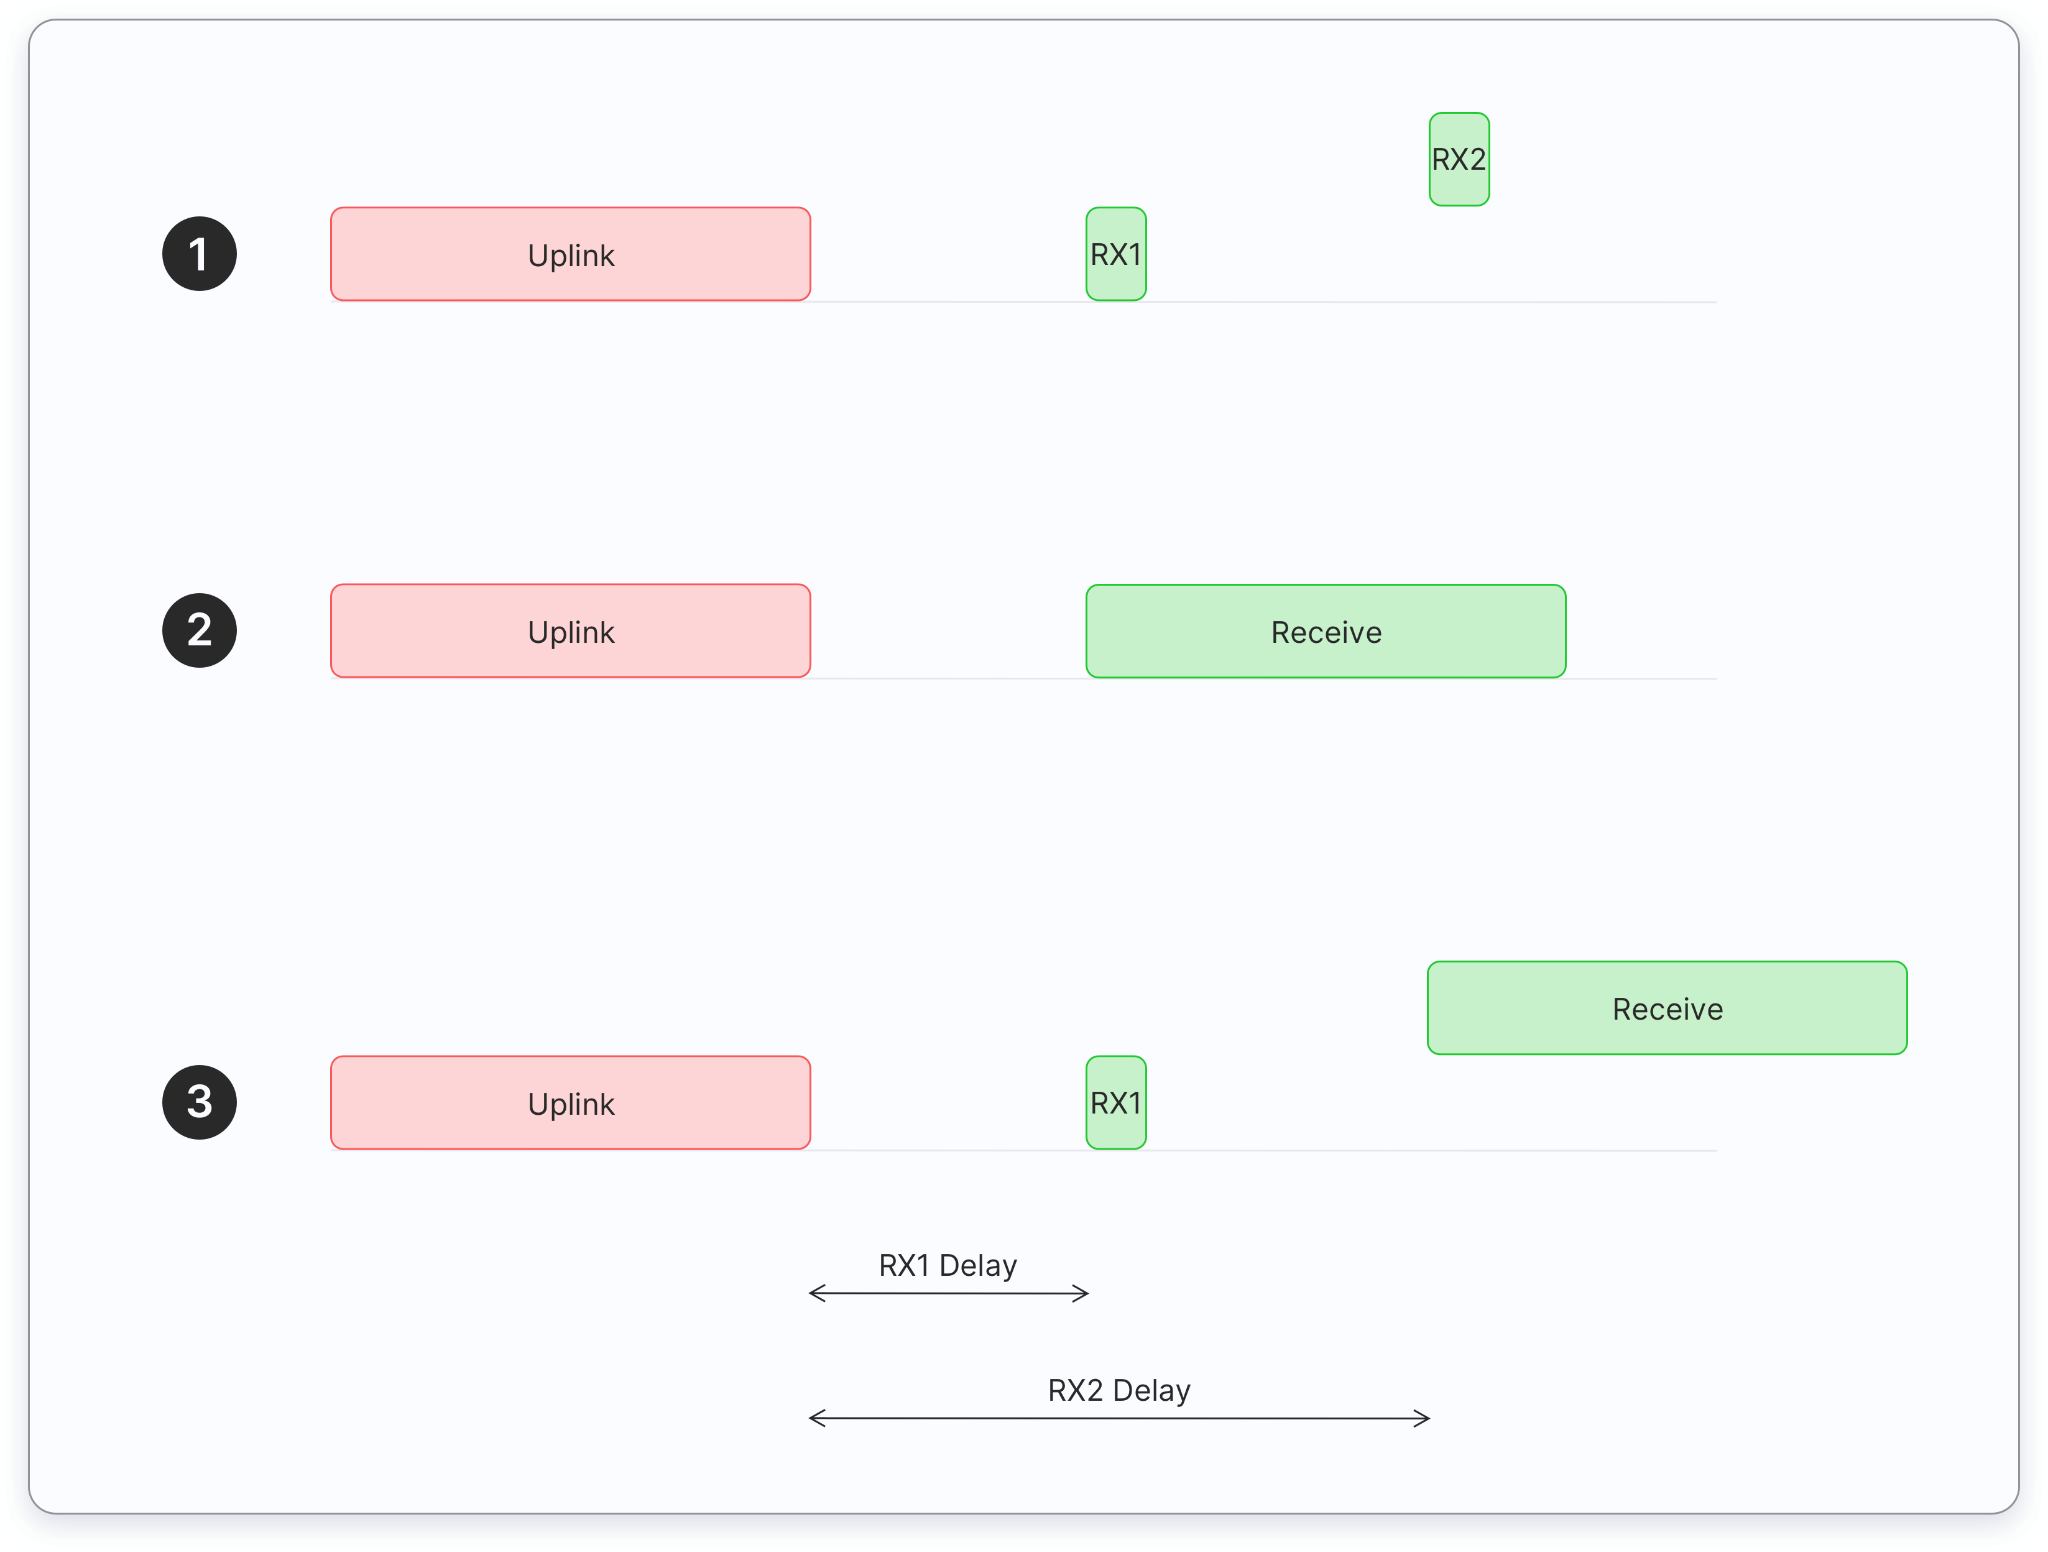 RX2
1
Uplink
RX1
2
Uplink
Receive
Receive
3
Uplink
RX1
RX1 Delay
RX2 Delay